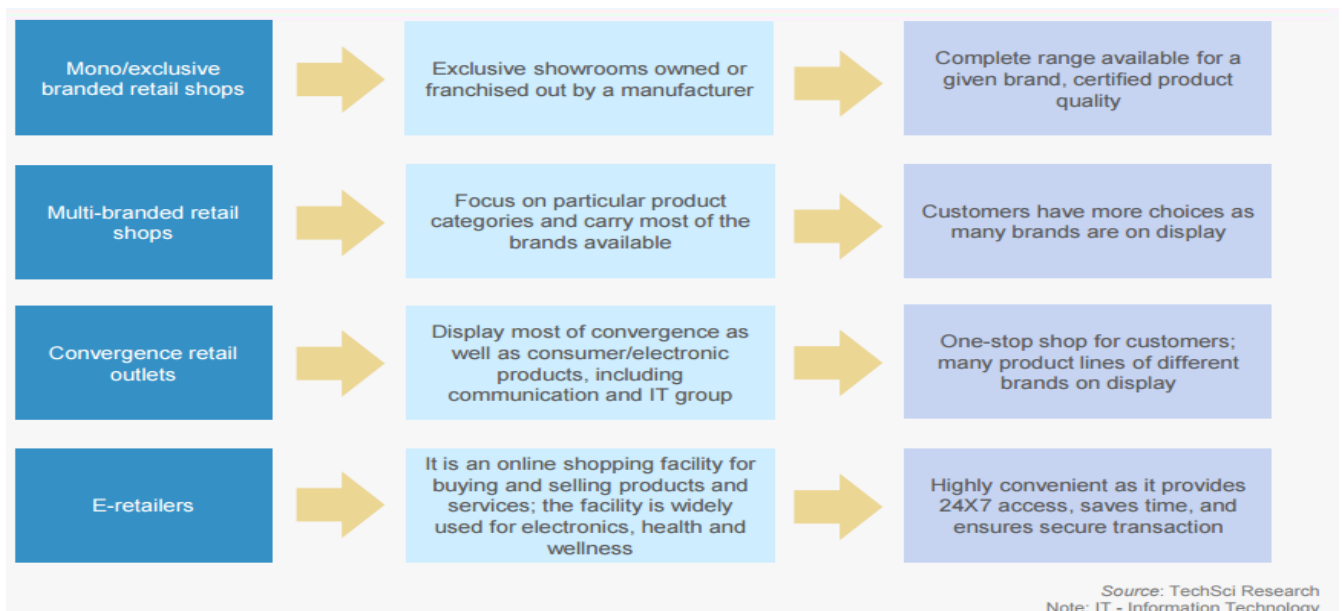 Mono/exclusive
branded retail shops
Exclusive showrooms owned or
franchised out by a manufacturer
Complete range available for a
given brand, certified product
quality
Multi-branded retail
shops
Focus on particular product
categories and carry most of the
brands available
Customers have more choices as
many brands are on display
Convergence retail
outlets
Display most of convergence as
well as consumer/electronic
products, including
communication and IT group
One-stop shop for customers;
many product lines of different
brands on display
E-retailers
It is an online shopping facility for
buying and selling products and
services; the facility is widely
used for electronics, health and
wellness
Highly convenient as it provides
24X7 access, saves time, and
ensures secure transaction
Source: TechSci Research
Note: IT - Information Technology